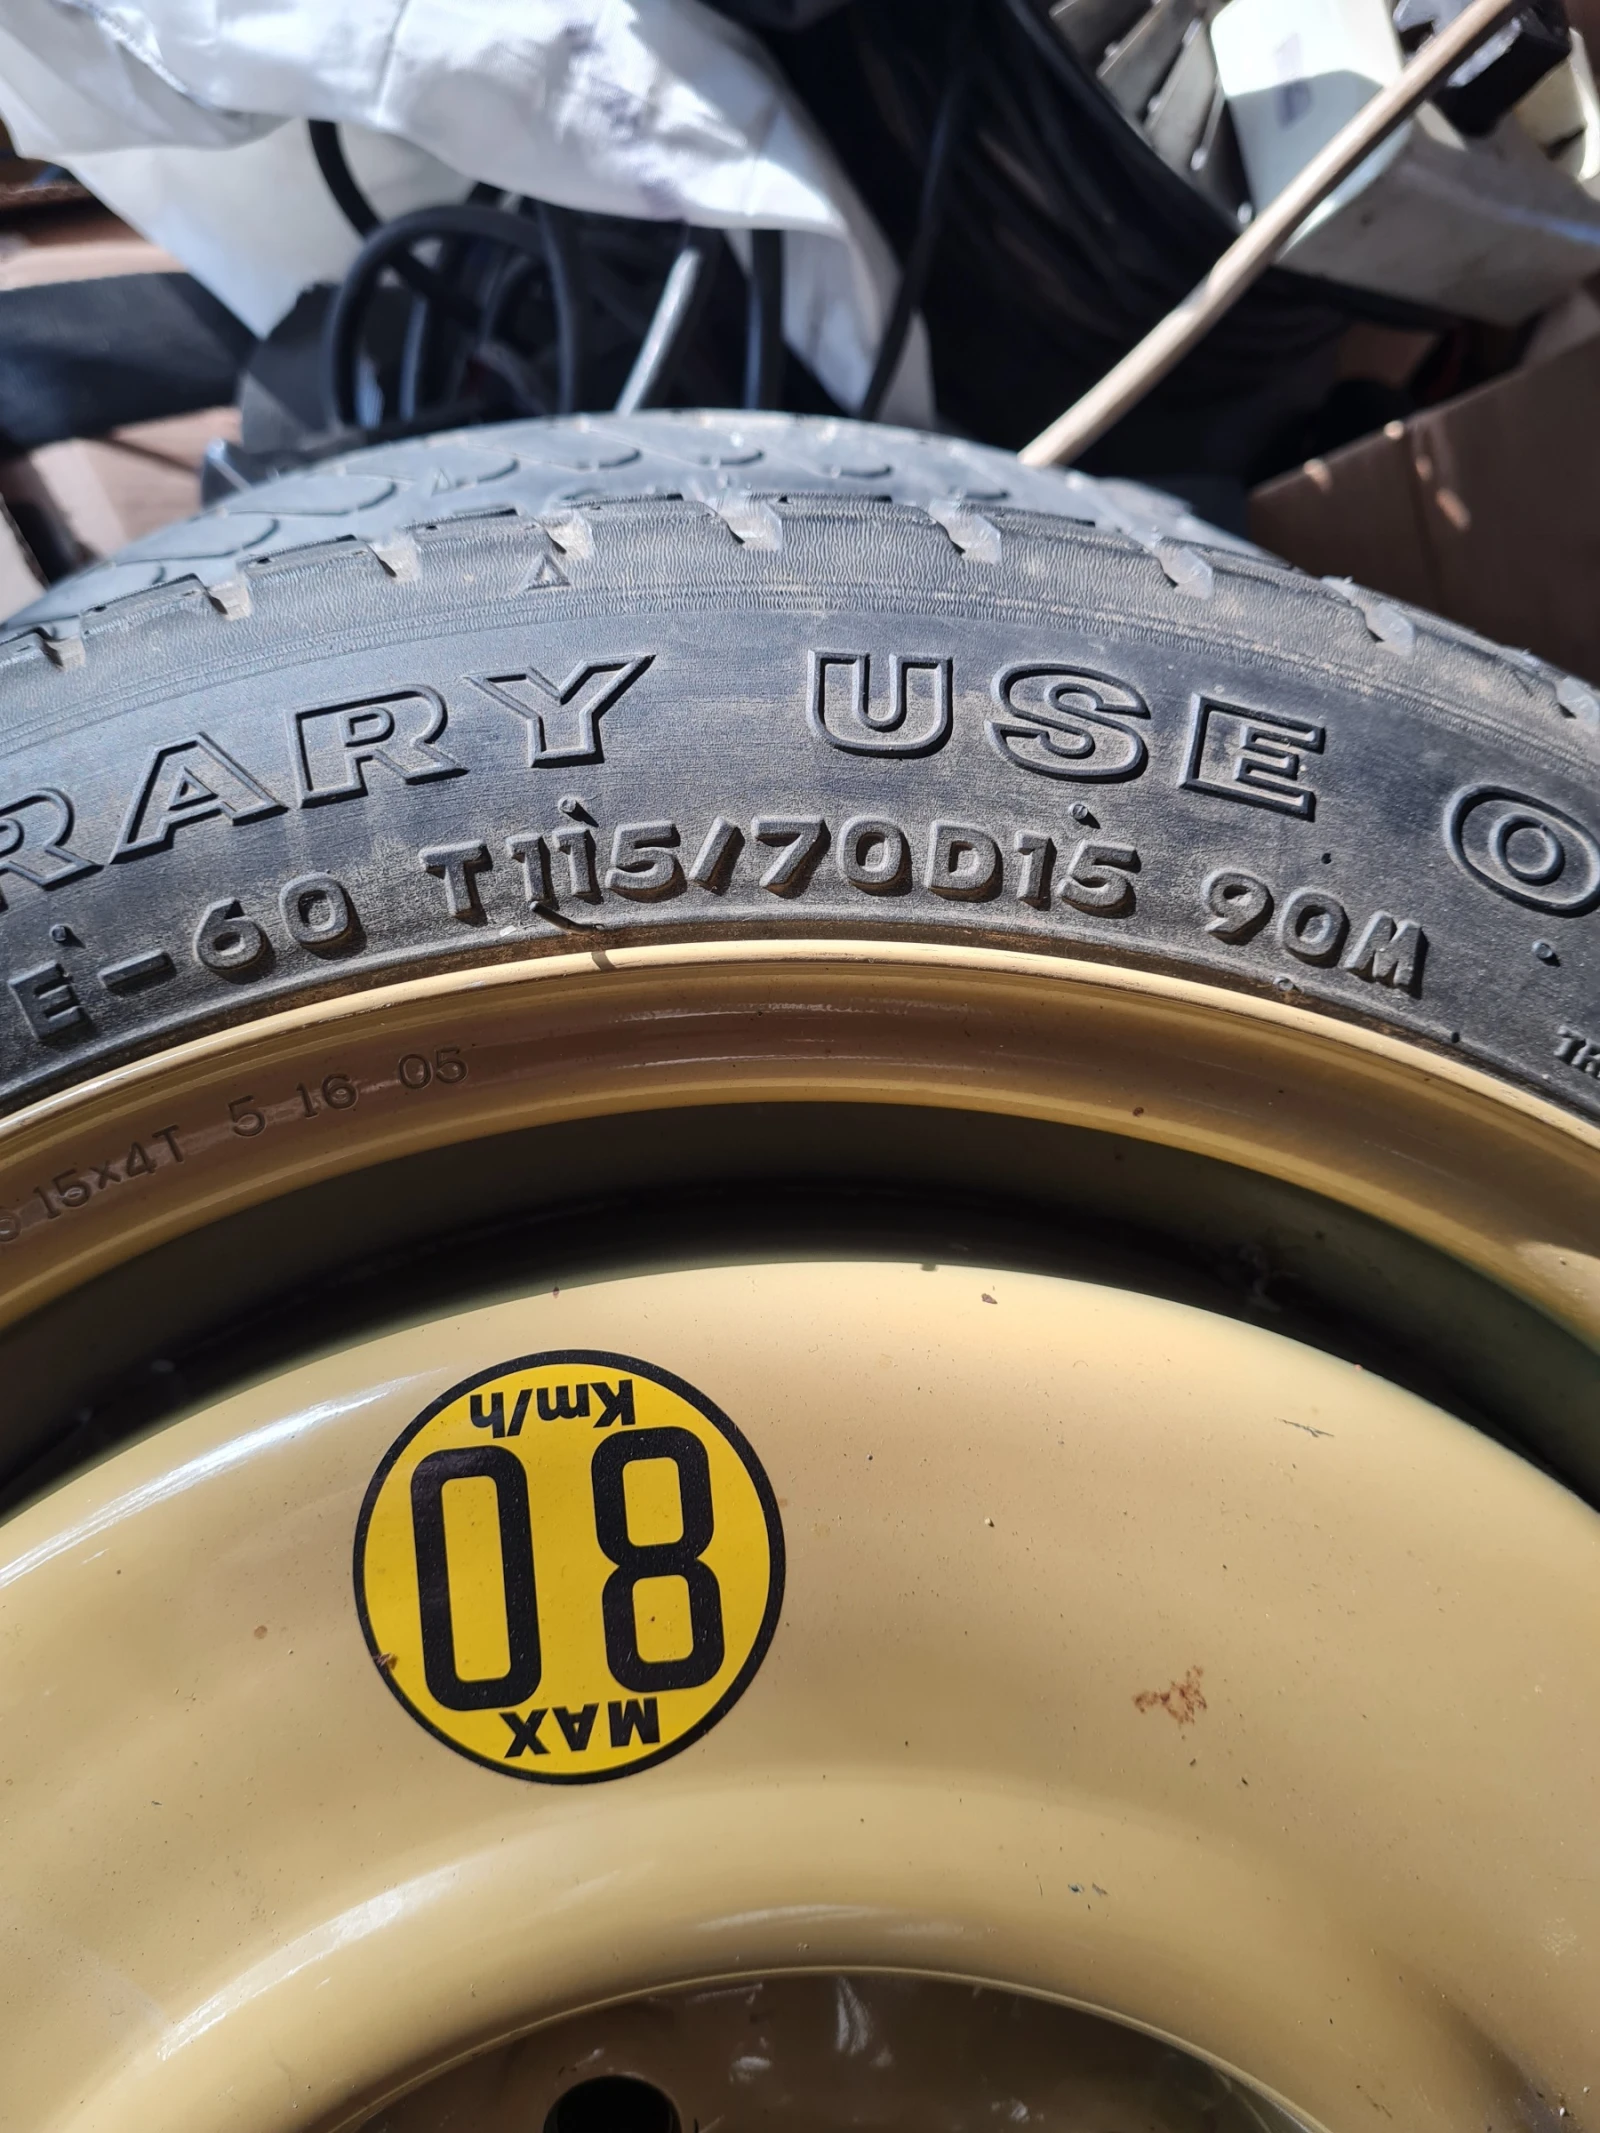 RARY USE O
E-60 T115/70D15 90M
15x4T 5 16 05
MAX
80
Km/h